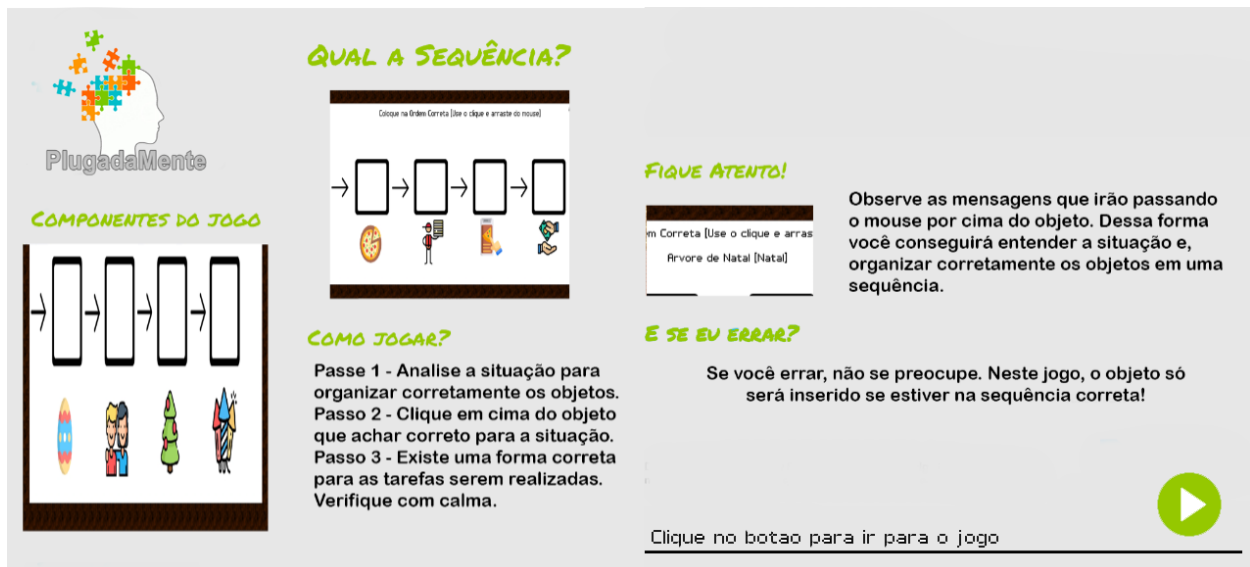 PlugadaMente
COMPONENTES DO JOGO
QUAL A SEQUÊNCIA?
Coloque na Ordem Correta [Use o clique e arraste do mouse]
COMO JOGAR?
Passe 1 - Analise a situação para
organizar corretamente os objetos.
Passo 2 - Clique em cima do objeto
que achar correto para a situação.
Passo 3 - Existe uma forma correta
para as tarefas serem realizadas.
Verifique com calma.
FIQUE ATENTO!
m Correta [Use o clique e arras
Arvore de Natal [Natal]
Observe as mensagens que irão passando
o mouse por cima do objeto. Dessa forma
você conseguirá entender a situação e,
organizar corretamente os objetos em uma
sequência.
E SE EU ERRAR?
Se você errar, não se preocupe. Neste jogo, o objeto só
será inserido se estiver na sequência correta!
Clique no botao para ir para o jogo